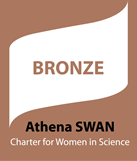 BRONZE
Athena SWAN
Charter for Women in Science